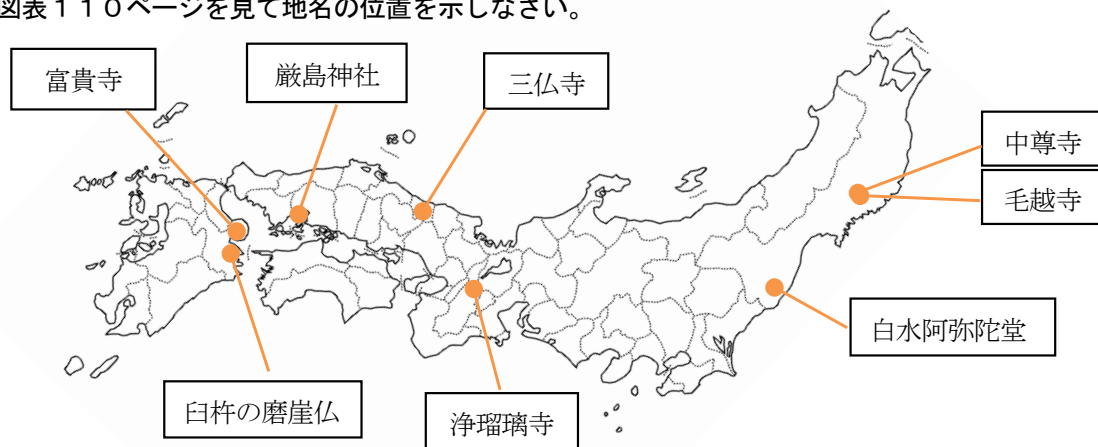 図表１１０ページを見て地名の位置を示しなさい。
富貴寺
厳島神社
三仏寺
中尊寺
毛越寺
白水阿弥陀堂
臼杵の磨崖仏
浄瑠璃寺